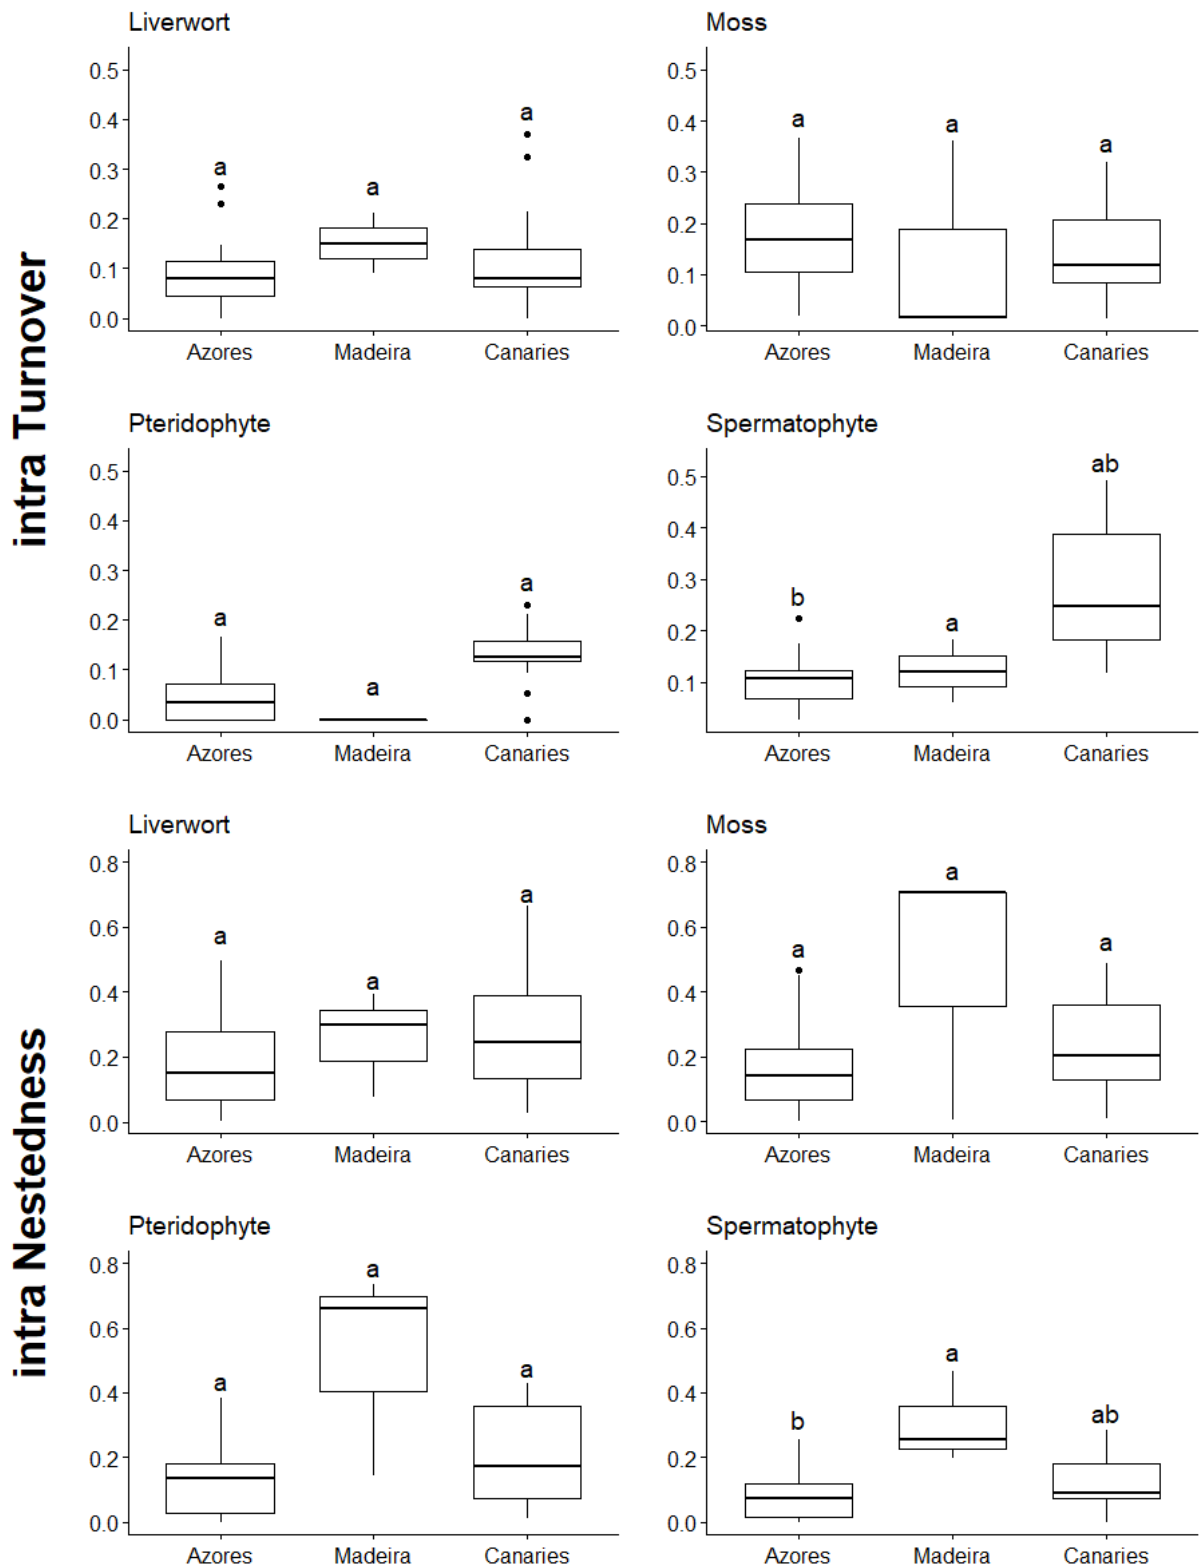 intra Turnover
Liverwort
0.5
0.4
0.3
0.2
0.1
0.0
a
a
a
Azores Madeira Canaries
Moss
0.5
0.4
0.3
0.2
0.1
0.0
a
a
a
Azores Madeira Canaries
Pteridophyte
0.5
0.4
0.3
0.2
0.1
0.0
a
a
a
Azores Madeira Canaries
Spermatophyte
0.5
0.4
0.3
0.2
0.1
b
a
ab
Azores Madeira Canaries
intra Nestedness
Liverwort
0.8
0.6
0.4
0.2
0.0
a
a
a
Azores Madeira Canaries
Moss
0.8
0.6
0.4
0.2
0.0
a
a
a
Azores Madeira Canaries
Pteridophyte
0.8
0.6
0.4
0.2
0.0
a
a
a
Azores Madeira Canaries
Spermatophyte
0.8
0.6
0.4
0.2
0.0
b
a
ab
Azores Madeira Canaries